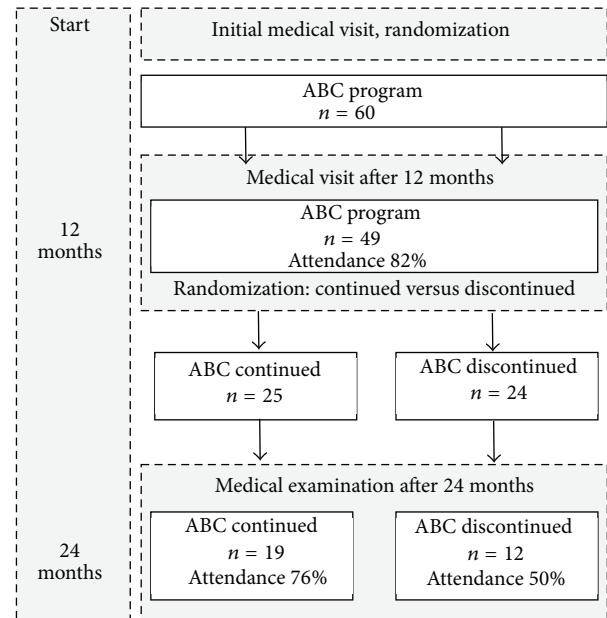 Start
Initial medical visit, randomization
ABC program
n = 60
Medical visit after 12 months
12
months
ABC program
n = 49
Attendance 82%
Randomization: continued versus discontinued
ABC continued
n = 25
ABC discontinued
n = 24
Medical examination after 24 months
24
months
ABC continued
n = 19
Attendance 76%
ABC discontinued
n = 12
Attendance 50%